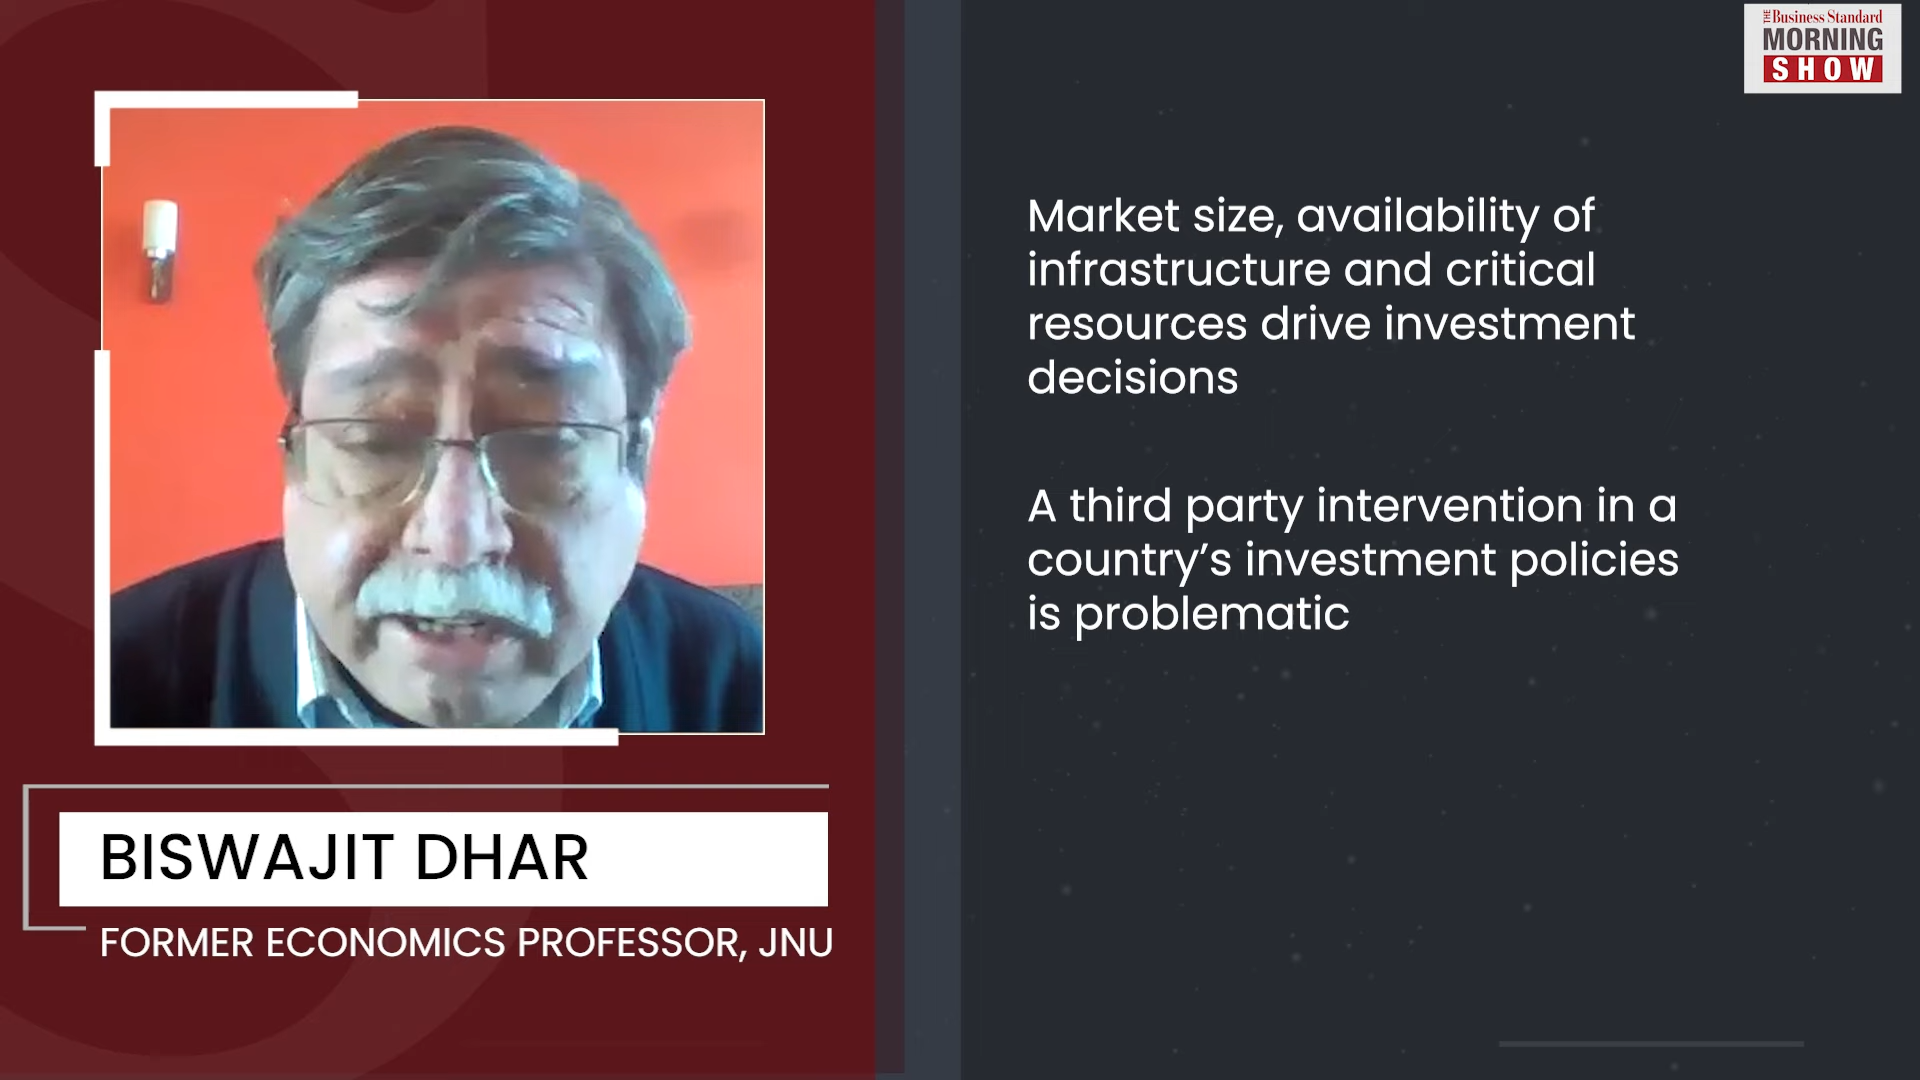 THE Business Standard
MORNING
SHOW
Market size, availability of
infrastructure and critical
resources drive investment
decisions
A third party intervention in a
country’s investment policies
is problematic
BISWAJIT DHAR
FORMER ECONOMICS PROFESSOR, JNU